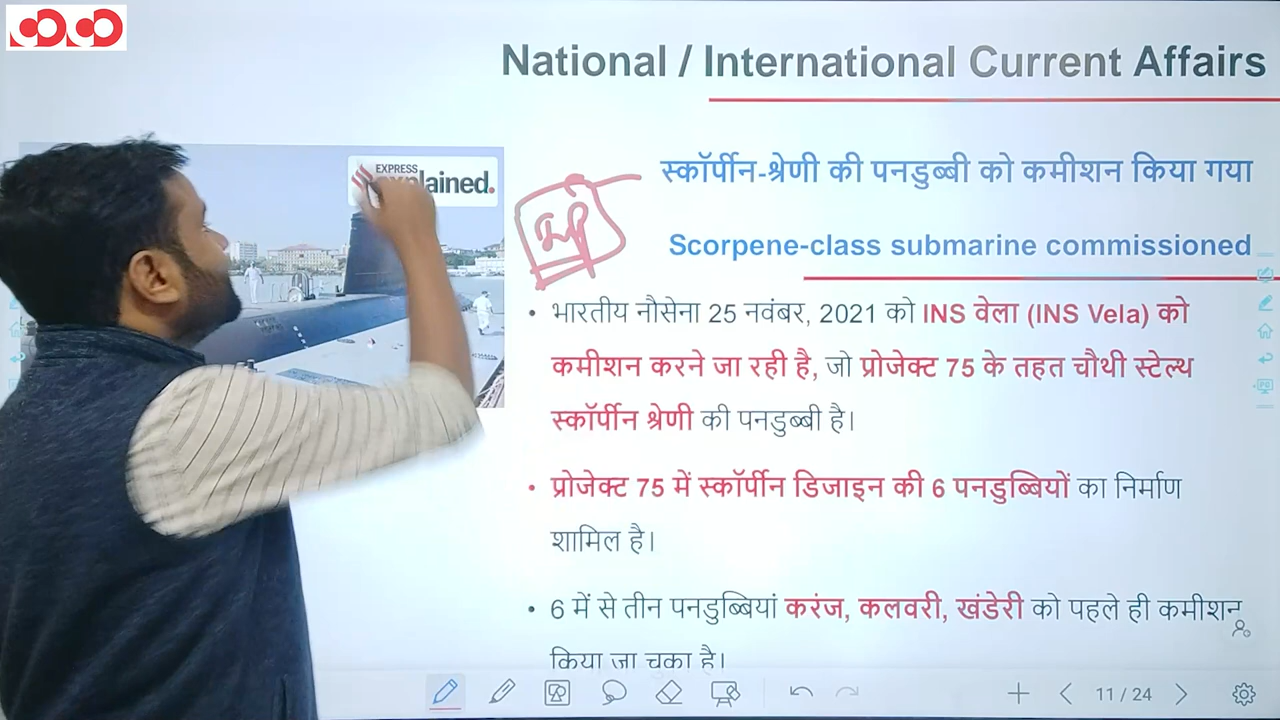 National / International Current Affairs
EXPRESS
explained.
स्कॉर्पीन-श्रेणी की पनडुब्बी को कमीशन किया गया
Imp
Scorpene-class submarine commissioned
• भारतीय नौसेना 25 नवंबर, 2021 को INS वेला (INS Vela) को
कमीशन करने जा रही है, जो प्रोजेक्ट 75 के तहत चौथी स्टेल्थ
स्कॉर्पीन श्रेणी की पनडुब्बी है।
• प्रोजेक्ट 75 में स्कॉर्पीन डिजाइन की 6 पनडुब्बियों का निर्माण
शामिल है।
• 6 में से तीन पनडुब्बियां करंज, कलवरी, खंडेरी को पहले ही कमीशन
किया जा चुका है।
11 / 24